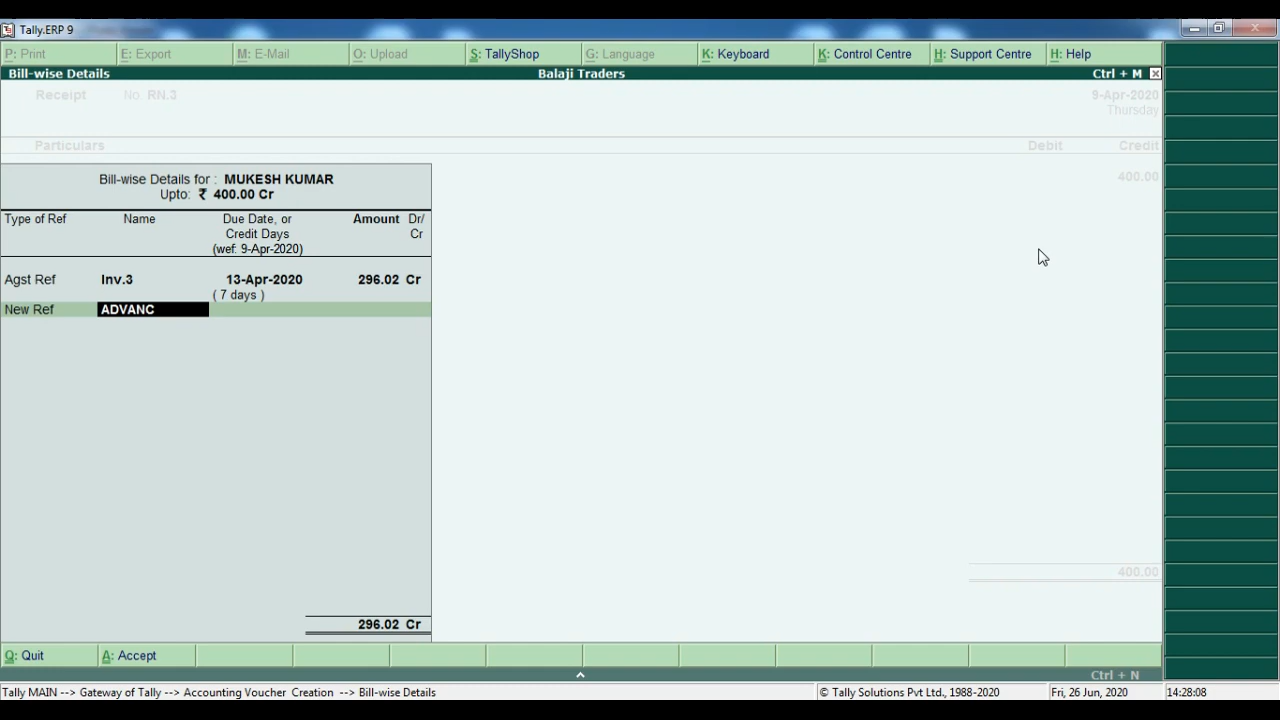 Tally.ERP 9
P: Print E: Export M: E-Mail O: Upload S: TallyShop G: Language K: Keyboard K: Control Centre H: Support Centre H: Help
Bill-wise Details Balaji Traders Ctrl + M
Receipt No. RN.3 9-Apr-2020
Thursday
Particulars Debit Credit
400.00
Bill-wise Details for : MUKESH KUMAR
Upto: ₹ 400.00 Cr
Type of Ref Name Due Date, or Amount Dr/
Credit Days Cr
(wef: 9-Apr-2020)
Agst Ref Inv.3 13-Apr-2020 296.02 Cr
( 7 days )
New Ref ADVANC
400.00
296.02 Cr
Q: Quit A: Accept
Ctrl + N
Tally MAIN --> Gateway of Tally --> Accounting Voucher Creation --> Bill-wise Details © Tally Solutions Pvt Ltd., 1988-2020 Fri, 26 Jun, 2020 14:28:08